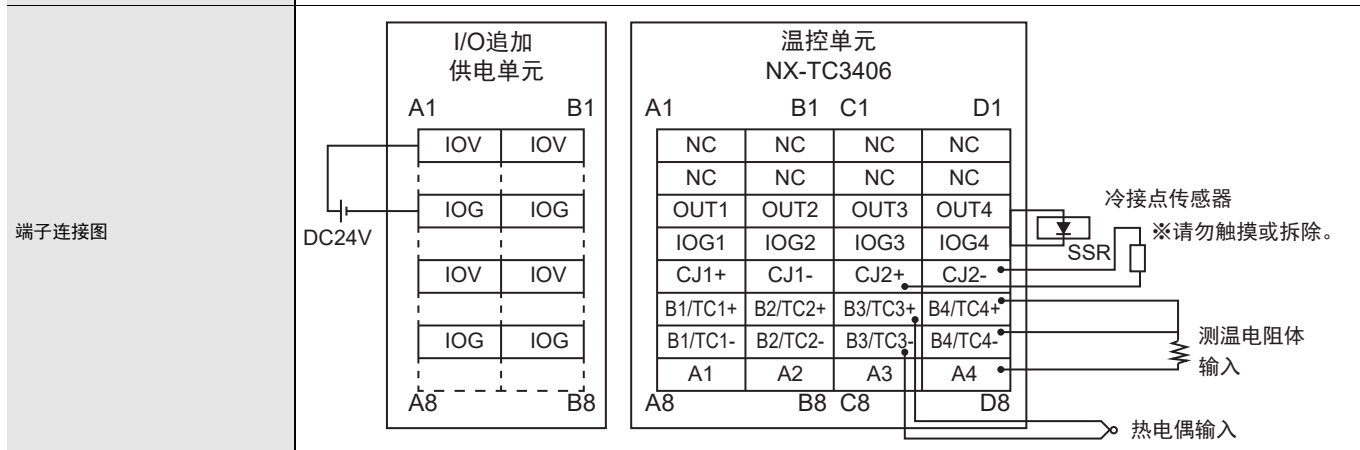 端子连接图
I/O追加
供电单元
A1 B1
IOV IOV
IOG IOG
DC24V
IOV IOV
IOG IOG
A8 B8
温控单元
NX-TC3406
A1 B1 C1 D1
NC NC NC NC
NC NC NC NC
OUT1 OUT2 OUT3 OUT4
IOG1 IOG2 IOG3 IOG4
CJ1+ CJ1- CJ2+ CJ2-
B1/TC1+ B2/TC2+ B3/TC3+ B4/TC4+
B1/TC1- B2/TC2- B3/TC3- B4/TC4-
A1 A2 A3 A4
A8 B8 C8 D8
冷接点传感器
※请勿触摸或拆除。
SSR
测温电阻体
输入
热电偶输入